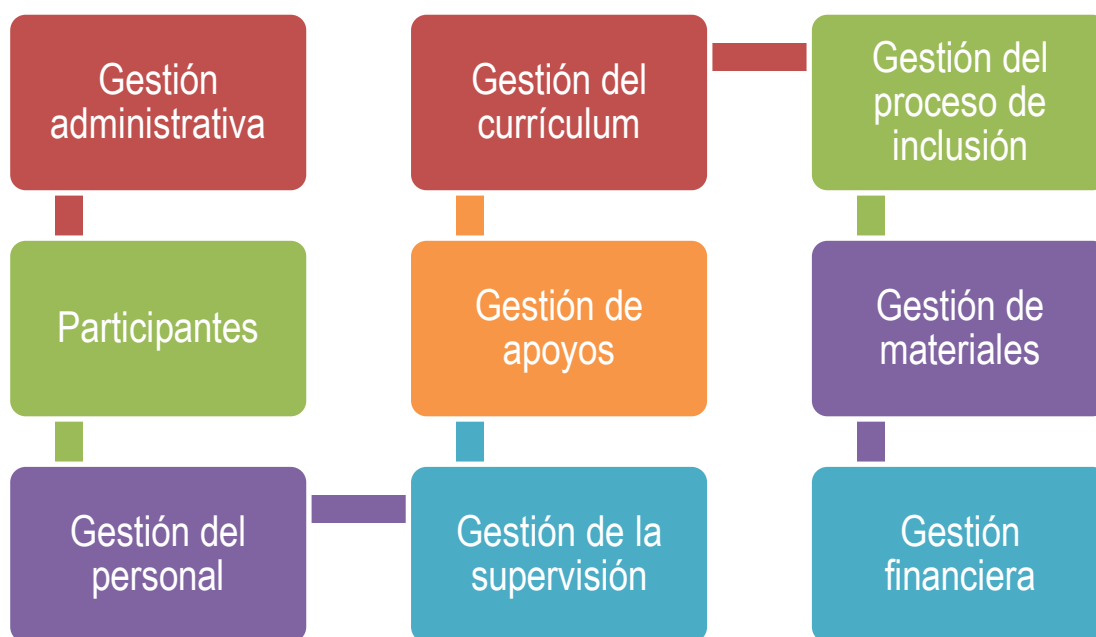 Gestión
administrativa
Participantes
Gestión del
personal
Gestión de la
supervisión
Gestión de
apoyos
Gestión del
currículum
Gestión del
proceso de
inclusión
Gestión de
materiales
Gestión
financiera